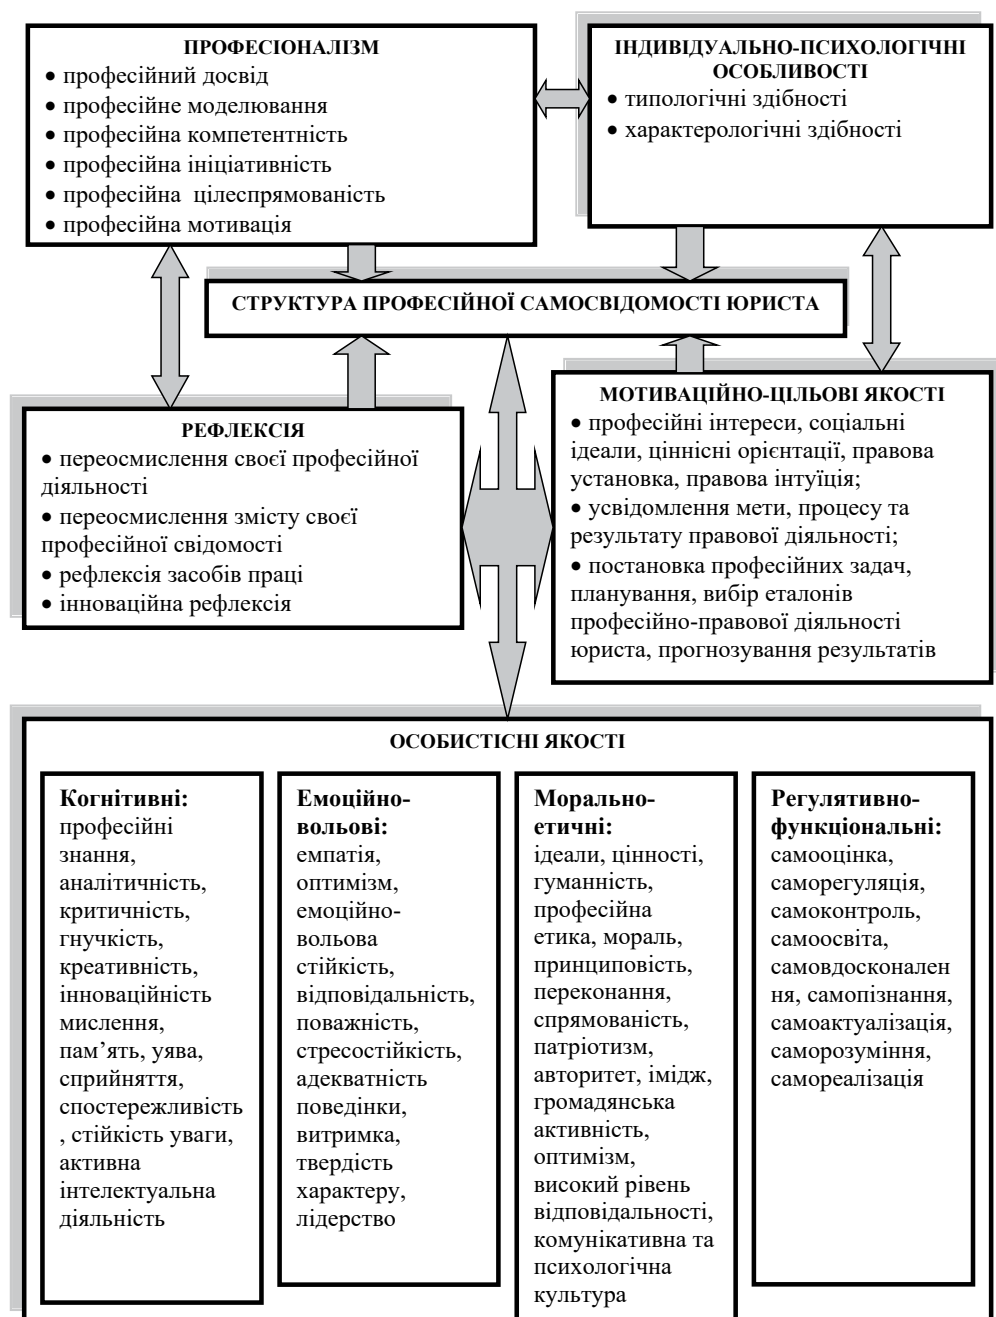 ПРОФЕСІОНАЛІЗМ
• професійний досвід
• професійне моделювання
• професійна компетентність
• професійна ініціативність
• професійна цілеспрямованість
• професійна мотивація
ІНДИВІДУАЛЬНО-ПСИХОЛОГІЧНІ
ОСОБЛИВОСТІ
• типологічні здібності
• характерологічні здібності
СТРУКТУРА ПРОФЕСІЙНОЇ САМОСВІДОМОСТІ ЮРИСТА
РЕФЛЕКСІЯ
• переосмислення своєї професійної
діяльності
• переосмислення змісту своєї
професійної свідомості
• рефлексія засобів праці
• інноваційна рефлексія
МОТИВАЦІЙНО-ЦІЛЬОВІ ЯКОСТІ
• професійні інтереси, соціальні
ідеали, ціннісні орієнтації, правова
установка, правова інтуїція;
• усвідомлення мети, процесу та
результату правової діяльності;
• постановка професійних задач,
планування, вибір еталонів
професійно-правової діяльності
юриста, прогнозування результатів
ОСОБИСТІСНІ ЯКОСТІ
Когнітивні:
професійні
знання,
аналітичність,
критичність,
гнучкість,
креативність,
інноваційність
мислення,
пам’ять, уява,
сприйняття,
спостережливість
, стійкість уваги,
активна
інтелектуальна
діяльність
Емоційно-
вольові:
емпатія,
оптимізм,
емоційно-
вольова
стійкість,
відповідальність,
поважність,
стресостійкість,
адекватність
поведінки,
витримка,
твердість
характеру,
лідерство
Морально-
етичні:
ідеали, цінності,
гуманність,
професійна
етика, мораль,
принциповість,
переконання,
спрямованість,
патріотизм,
авторитет, імідж,
громадянська
активність,
оптимізм,
високий рівень
відповідальності,
комунікативна та
психологічна
культура
Регулятивно-
функціональні:
самооцінка,
саморегуляція,
самоконтроль,
самоосвіта,
самовдосконален
ня, самопізнання,
самоактуалізація,
саморозуміння,
самореалізація